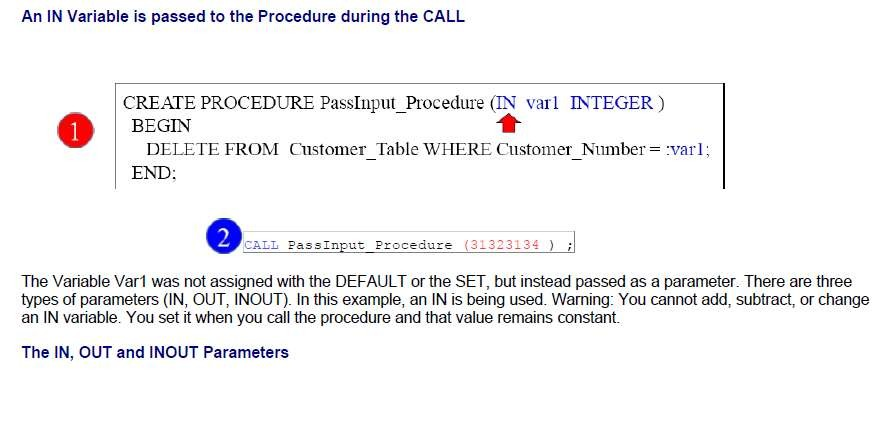 An IN Variable is passed to the Procedure during the CALL
CREATE PROCEDURE PassInput_Procedure (IN var1 INTEGER )
1
BEGIN
DELETE FROM Customer_Table WHERE Customer_Number = :var1;
END;
2
CALL PassInput_Procedure (31323134 ) ;
The Variable Var1 was not assigned with the DEFAULT or the SET, but instead passed as a parameter. There are three
types of parameters (IN, OUT, INOUT). In this example, an IN is being used. Warning: You cannot add, subtract, or change
an IN variable. You set it when you call the procedure and that value remains constant.
The IN, OUT and INOUT Parameters